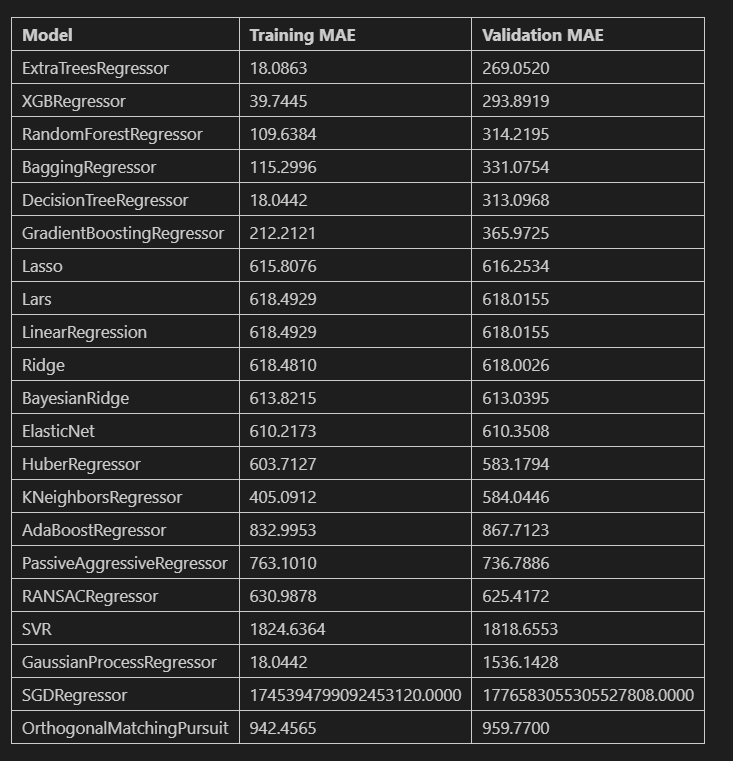 Model Training MAE Validation MAE
ExtraTreesRegressor 18.0863 269.0520
XGBRegressor 39.7445 293.8919
RandomForestRegressor 109.6384 314.2195
BaggingRegressor 115.2996 331.0754
DecisionTreeRegressor 18.0442 313.0968
GradientBoostingRegressor 212.2121 365.9725
Lasso 615.8076 616.2534
Lars 618.4929 618.0155
LinearRegression 618.4929 618.0155
Ridge 618.4810 618.0026
BayesianRidge 613.8215 613.0395
ElasticNet 610.2173 610.3508
HuberRegressor 603.7127 583.1794
KNeighborsRegressor 405.0912 584.0446
AdaBoostRegressor 832.9953 867.7123
PassiveAggressiveRegressor 763.1010 736.7886
RANSACRegressor 630.9878 625.4172
SVR 1824.6364 1818.6553
GaussianProcessRegressor 18.0442 1536.1428
SGDRegressor 1745394799092453120.0000 1776583055305527808.0000
OrthogonalMatchingPursuit 942.4565 959.7700